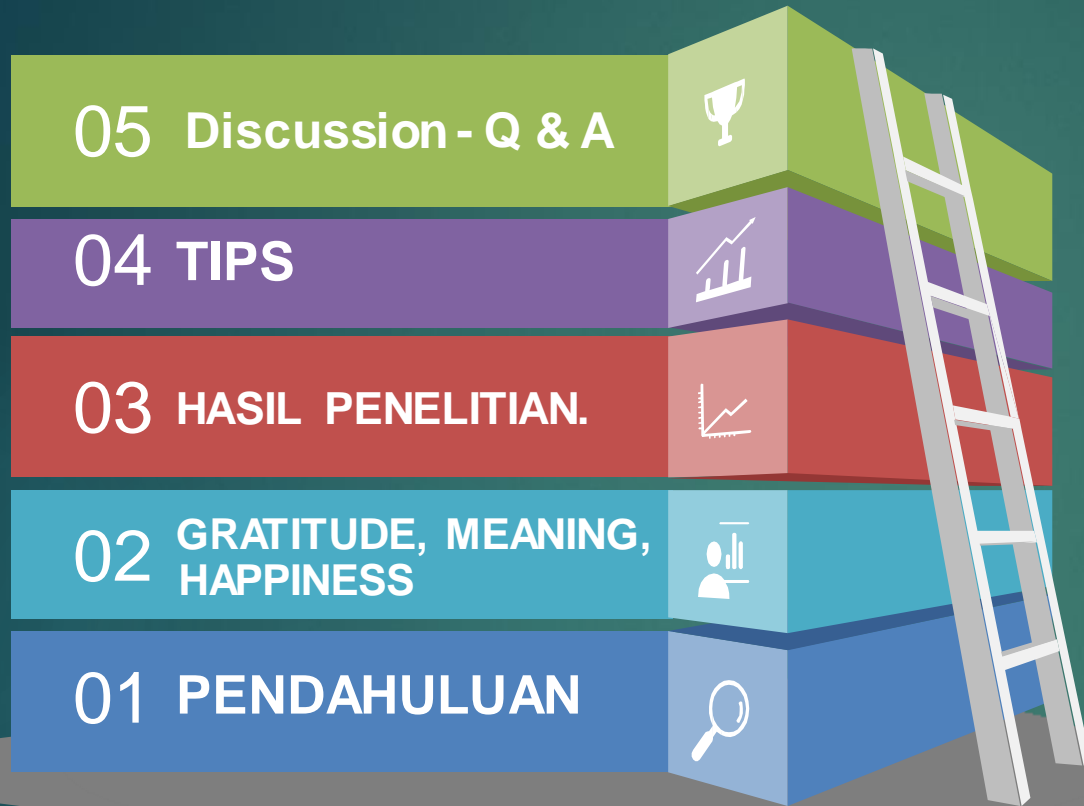 05 Discussion - Q & A
04 TIPS
03 HASIL PENELITIAN.
02 GRATITUDE, MEANING,
HAPPINESS
01 PENDAHULUAN